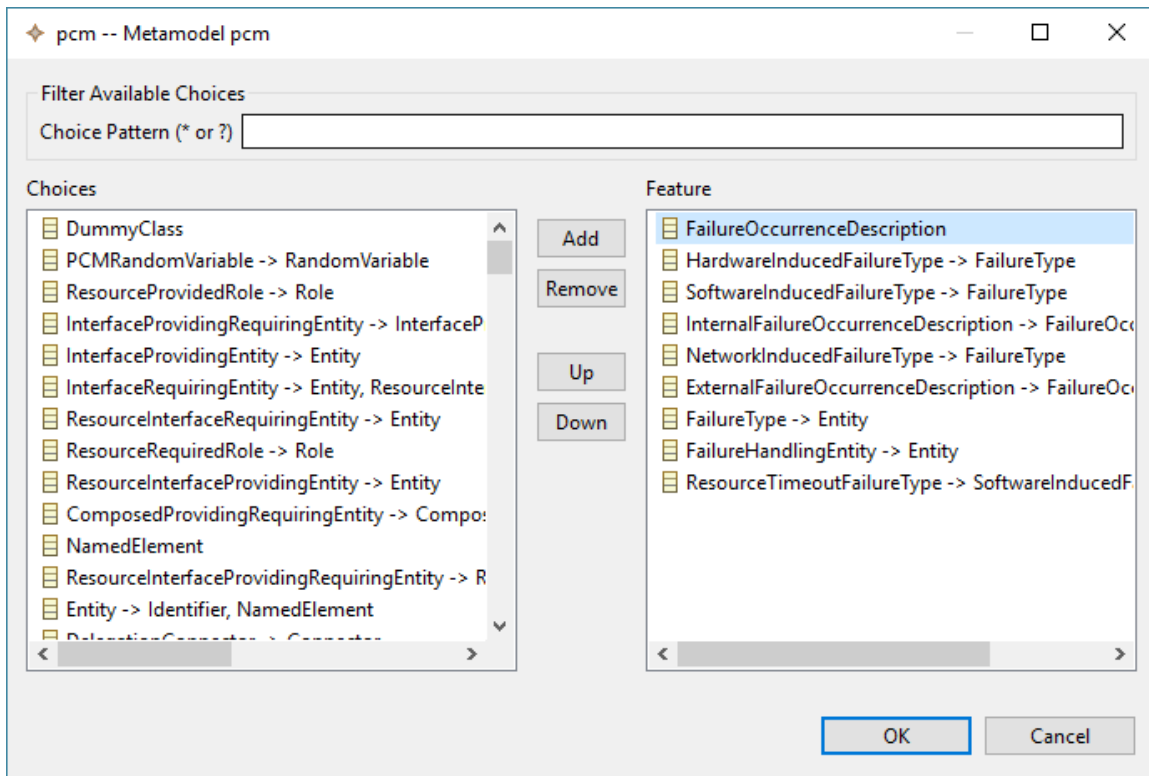 pcm -- Metamodel pcm
Filter Available Choices
Choice Pattern (* or ?)
Choices
DummyClass
PCMRandomVariable -> RandomVariable
ResourceProvidedRole -> Role
InterfaceProvidingRequiringEntity -> InterfaceP
InterfaceProvidingEntity -> Entity
InterfaceRequiringEntity -> Entity, ResourceInte
ResourceInterfaceRequiringEntity -> Entity
ResourceRequiredRole -> Role
ResourceInterfaceProvidingEntity -> Entity
ComposedProvidingRequiringEntity -> Compos
NamedElement
ResourceInterfaceProvidingRequiringEntity -> R
Entity -> Identifier, NamedElement
DelegationConnector -> Connector
Add
Remove
Up
Down
Feature
FailureOccurrenceDescription
HardwareInducedFailureType -> FailureType
SoftwareInducedFailureType -> FailureType
InternalFailureOccurrenceDescription -> FailureOcc
NetworkInducedFailureType -> FailureType
ExternalFailureOccurrenceDescription -> FailureOcc
FailureType -> Entity
FailureHandlingEntity -> Entity
ResourceTimeoutFailureType -> SoftwareInducedF
OK
Cancel